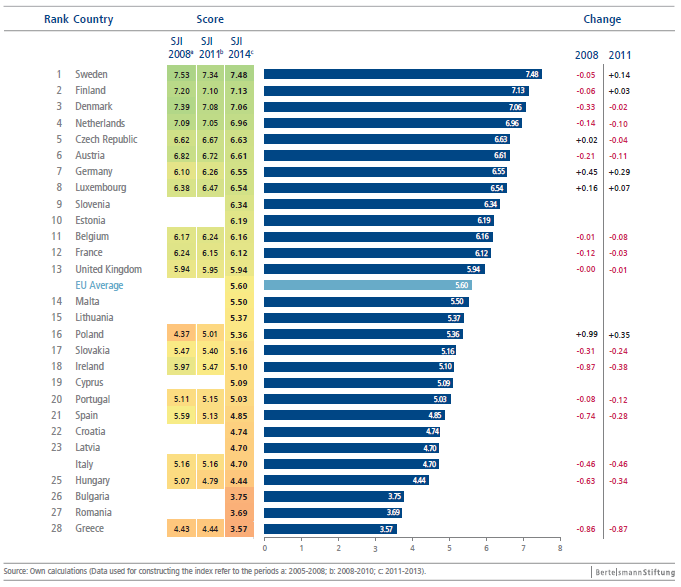 Rank Country Score Change
SJI SJI SJI
2008ᵃ 2011ᵇ 2014ᶜ 2008 2011
1 Sweden 7.53 7.34 7.48 7.48 -0.05 +0.14
2 Finland 7.20 7.10 7.13 7.13 -0.06 +0.03
3 Denmark 7.39 7.08 7.06 7.06 -0.33 -0.02
4 Netherlands 7.09 7.05 6.96 6.96 -0.14 -0.10
5 Czech Republic 6.62 6.67 6.63 6.63 +0.02 -0.04
6 Austria 6.82 6.72 6.61 6.61 -0.21 -0.11
7 Germany 6.10 6.26 6.55 6.55 +0.45 +0.29
8 Luxembourg 6.38 6.47 6.54 6.54 +0.16 +0.07
9 Slovenia 6.34 6.34
10 Estonia 6.19 6.19
11 Belgium 6.17 6.24 6.16 6.16 -0.01 -0.08
12 France 6.24 6.15 6.12 6.12 -0.12 -0.03
13 United Kingdom 5.94 5.95 5.94 5.94 -0.00 -0.01
EU Average 5.60 5.60
14 Malta 5.50 5.50
15 Lithuania 5.37 5.37
16 Poland 4.37 5.01 5.36 5.36 +0.99 +0.35
17 Slovakia 5.47 5.40 5.16 5.16 -0.31 -0.24
18 Ireland 5.97 5.47 5.10 5.10 -0.87 -0.38
19 Cyprus 5.09 5.09
20 Portugal 5.11 5.15 5.03 5.03 -0.08 -0.12
21 Spain 5.59 5.13 4.85 4.85 -0.74 -0.28
22 Croatia 4.74 4.74
23 Latvia 4.70 4.70
Italy 5.16 5.16 4.70 4.70 -0.46 -0.46
25 Hungary 5.07 4.79 4.44 4.44 -0.63 -0.34
26 Bulgaria 3.75 3.75
27 Romania 3.69 3.69
28 Greece 4.43 4.44 3.57 3.57 -0.86 -0.87
0 1 2 3 4 5 6 7 8
Source: Own calculations (Data used for constructing the index refer to the periods a: 2005-2008; b: 2008-2010; c: 2011-2013). BertelsmannStiftung